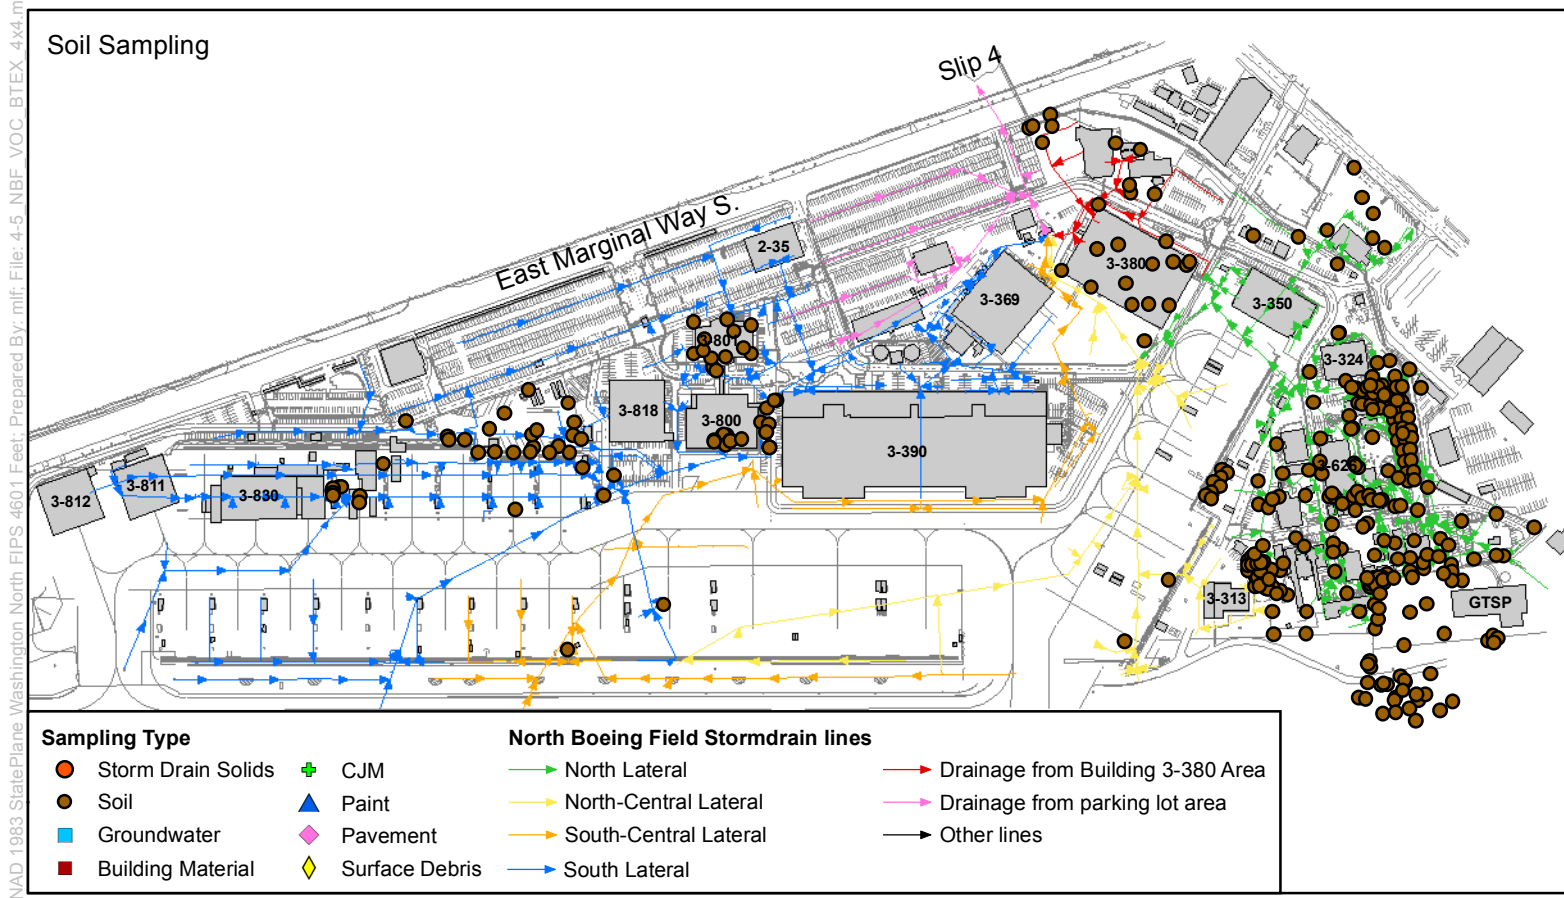 Soil Sampling
Slip 4
East Marginal Way S.
2-35
3-380
3-369
3-350
801
3-324
3-818
3-800
3-390
3-626
3-830
3-811
3-812
3-313
GTSP
Sampling Type
Storm Drain Solids
Soil
Groundwater
Building Material
CJM
Paint
Pavement
Surface Debris
North Boeing Field Stormdrain lines
North Lateral
North-Central Lateral
South-Central Lateral
South Lateral
Drainage from Building 3-380 Area
Drainage from parking lot area
Other lines
NAD 1983 StatePlane Washington North FIPS 4601 Feet; Prepared By: mlf; File: 4-5_NBF_VOC_BTEX_4x4.m